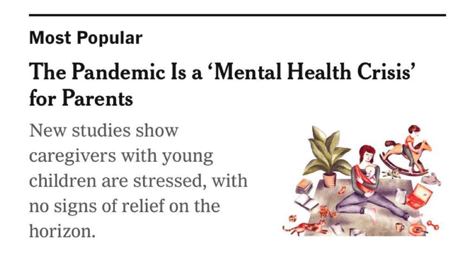 Most Popular
The Pandemic Is a ‘Mental Health Crisis’
for Parents
New studies show
caregivers with young
children are stressed, with
no signs of relief on the
horizon.